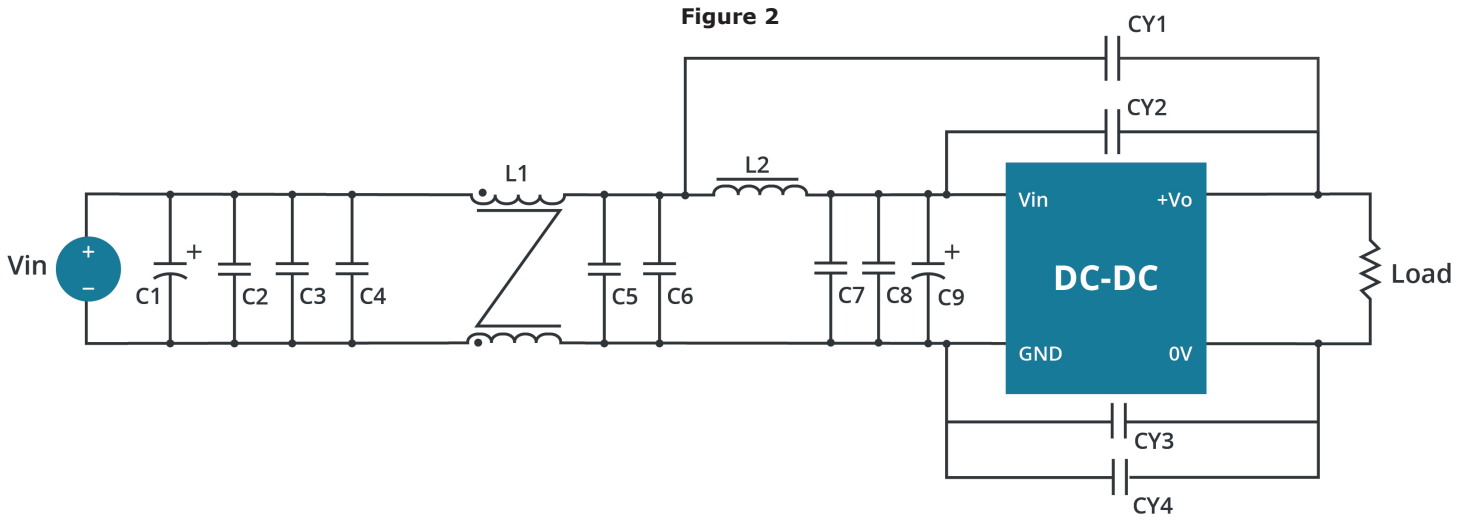 Figure 2
CY1
CY2
L1
L2
Vin
+
−
+
C1
C2
C3
C4
C5
C6
C7
C8
+
C9
Vin
+Vo
DC-DC
GND
0V
Load
CY3
CY4